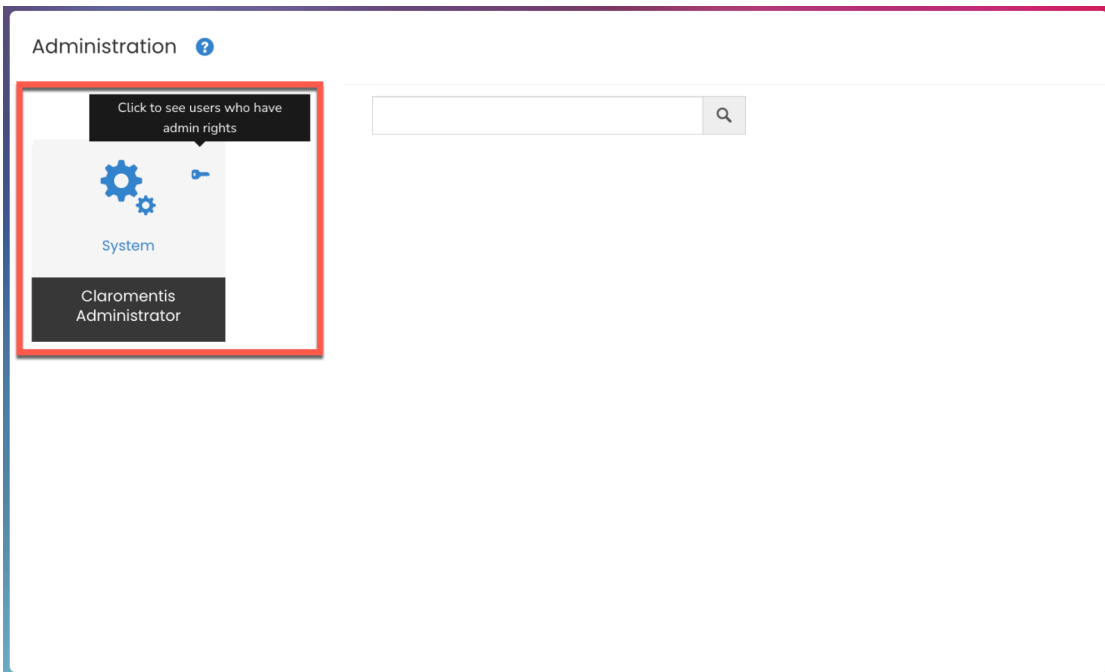 Administration ?
Click to see users who have
admin rights
System
Claromentis
Administrator